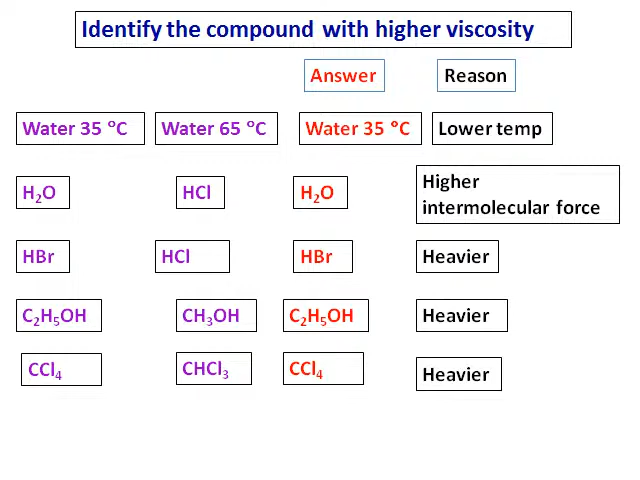 Identify the compound with higher viscosity
Answer Reason
Water 35 °C Water 65 °C Water 35 °C Lower temp
H₂O HCl H₂O Higher
intermolecular force
HBr HCl HBr Heavier
C₂H₅OH CH₃OH C₂H₅OH Heavier
CCl₄ CHCl₃ CCl₄ Heavier